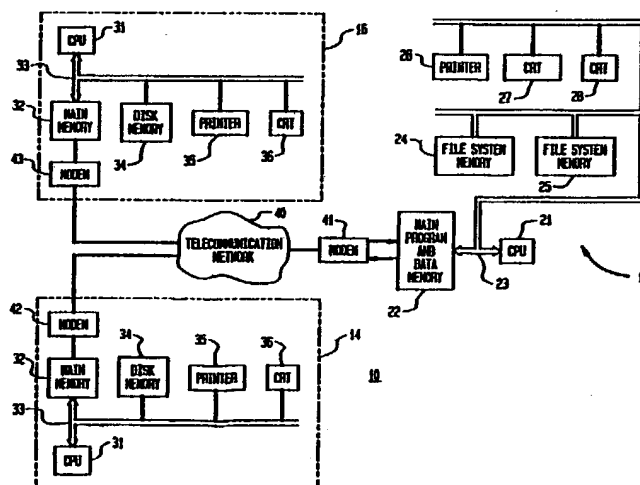 31
CPU
33
16
32
MAIN
MEMORY
DISK
MEMORY
34
PRINTER
35
CRT
36
43
MODEM
26
PRINTER
CRT
27
CRT
28
24
FILE SYSTEM
MEMORY
FILE SYSTEM
MEMORY
25
40
TELECOMMUNICATION
NETWORK
41
MODEM
MAIN
PROGRAM
AND
DATA
MEMORY
22
21
CPU
23
42
MODEM
32
MAIN
MEMORY
34
DISK
MEMORY
35
PRINTER
36
CRT
14
10
33
31
CPU